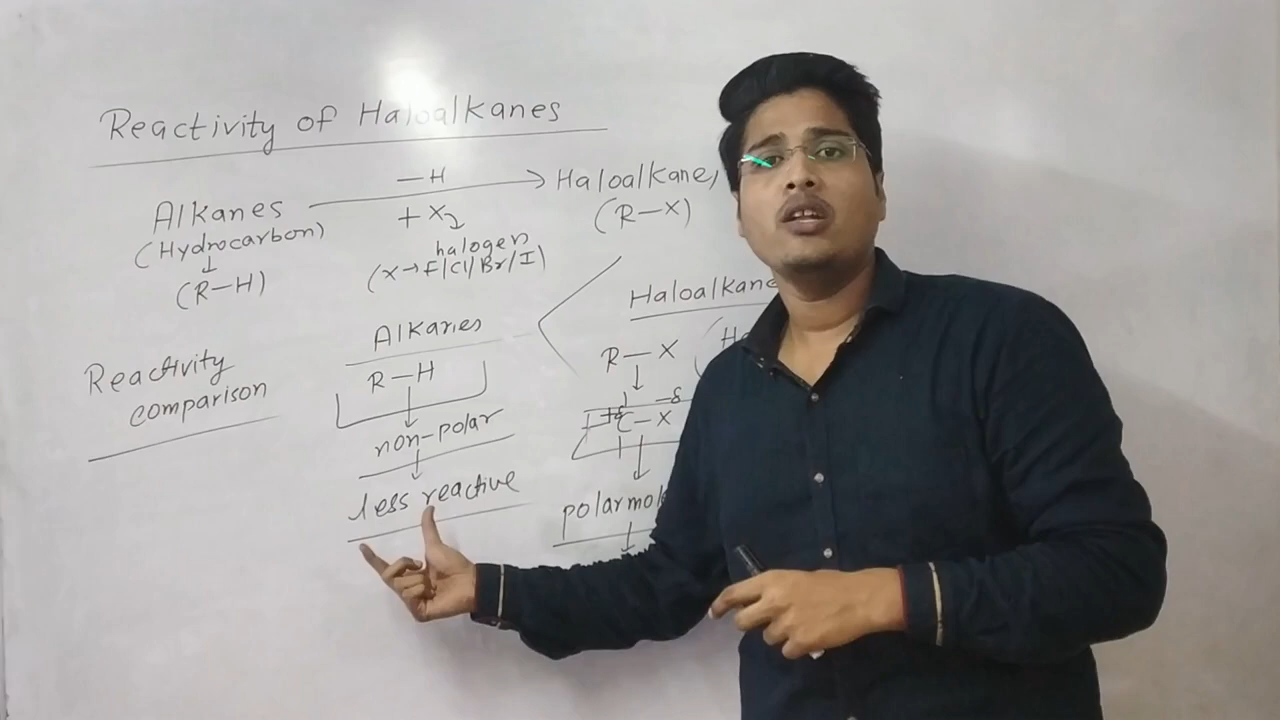 Reactivity of Haloalkanes
Alkanes —H → Haloalkane,
+ X2
(Hydrocarbon)
↓
(R-H)
halogen
(X→F/Cl/Br/I)
(R-X)
Reactivity
comparison
Alkanes
R-H
↓
non-polar
↓
less reactive
Haloalkane
R-X
↓
+δ -δ
C-X
↓
polar mol
↓